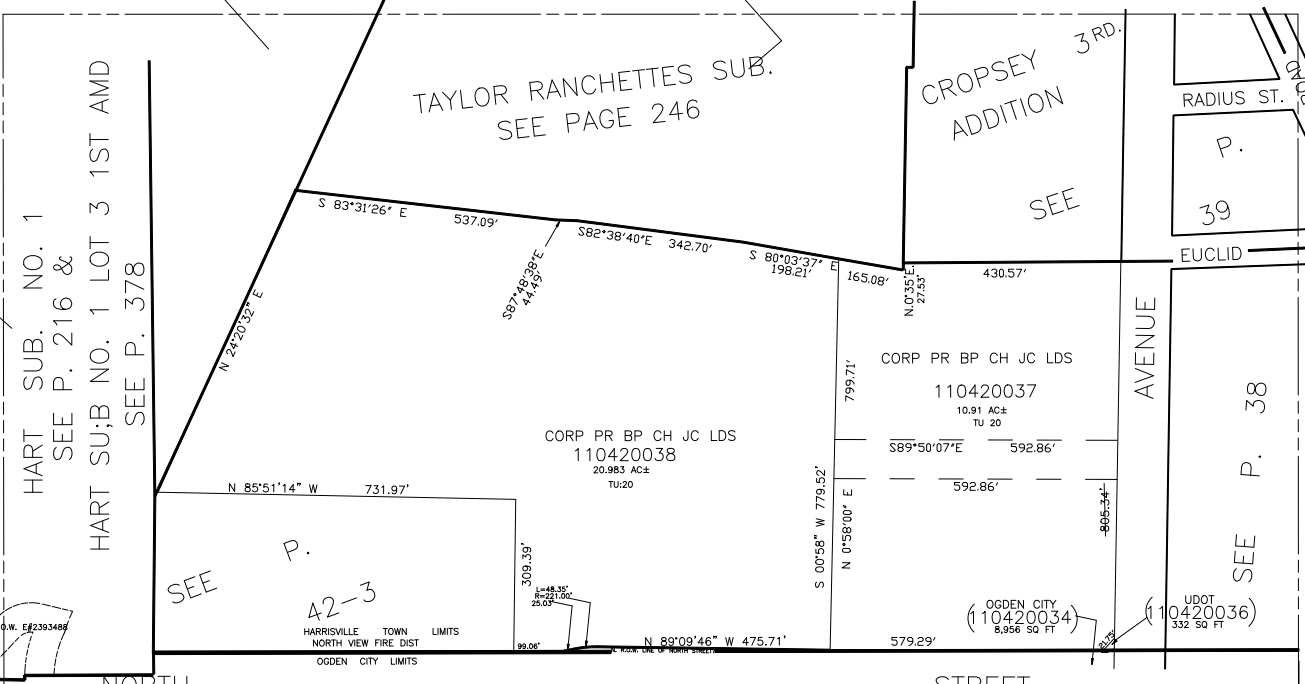 HART SUB. NO. 1
SEE P. 216 &
HART SU;B NO. 1 LOT 3 1ST AMD
SEE P. 378
TAYLOR RANCHETTES SUB.
SEE PAGE 246
CROPSEY 3RD.
ADDITION
SEE
RADIUS ST.
P.
39
EUCLID
AVENUE
SEE P. 38
S 83°31'26" E 537.09'
S87°48'38"E
44.49'
S82°38'40"E 342.70'
S 80°03'37" E
198.21'
165.08'
N.0°35'E.
27.53'
430.57'
N 24°20'32" E
CORP PR BP CH JC LDS
110420037
10.91 AC±
TU 20
799.71'
S89°50'07"E 592.86'
592.86'
805.34'
CORP PR BP CH JC LDS
110420038
20.983 AC±
TU:20
S 00°58" W 779.52'
N 0°58'00" E
N 85°51'14" W 731.97'
309.39'
SEE P.
42-3
L=48.35'
R=221.00'
25.03'
HARRISVILLE TOWN LIMITS
NORTH VIEW FIRE DIST
OGDEN CITY LIMITS
99.06'
N 89°09'46" W 475.71'
R.O.W. LINE OF NORTH STREET
579.29'
OGDEN CITY
(110420034)
8,956 SQ FT
21.75'
UDOT
(110420036)
332 SQ FT
O.W. E#2393488
NORTH STREET